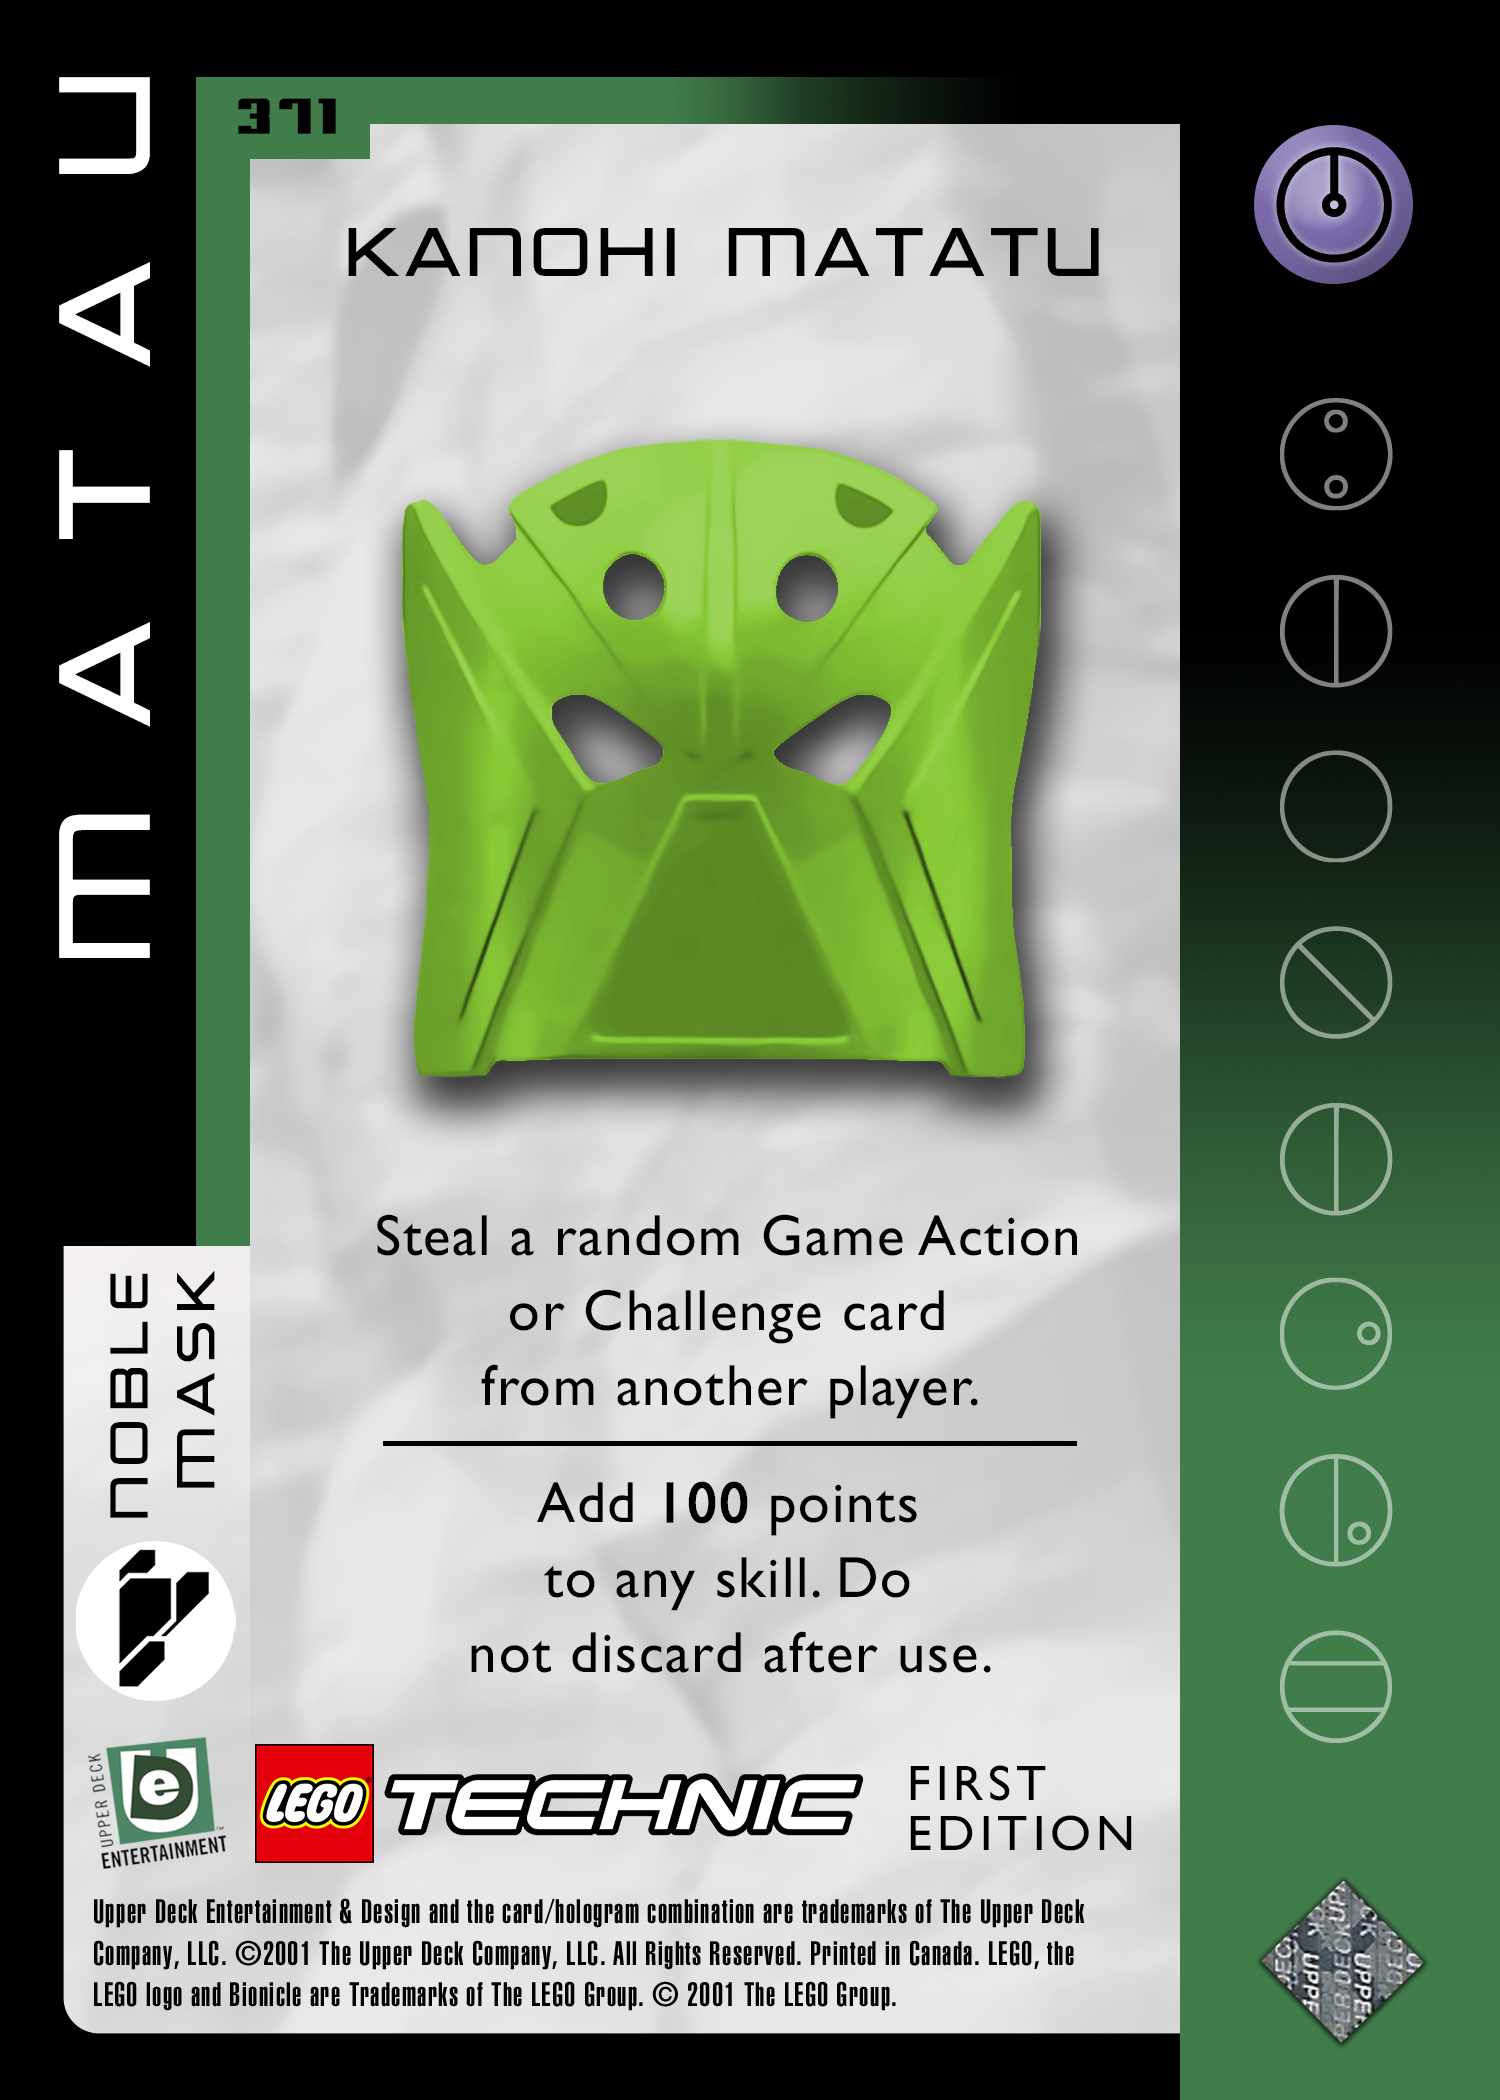 MATAU
371
KANOHI MATATU
Steal a random Game Action
or Challenge card
from another player.
Add 100 points
to any skill. Do
not discard after use.
NOBLE
MASK
UPPER DECK
e
ENTERTAINMENT
™
LEGO
TECHNIC
FIRST
EDITION
Upper Deck Entertainment & Design and the card/hologram combination are trademarks of The Upper Deck
Company, LLC. ©2001 The Upper Deck Company, LLC. All Rights Reserved. Printed in Canada. LEGO, the
LEGO logo and Bionicle are Trademarks of The LEGO Group. © 2001 The LEGO Group.